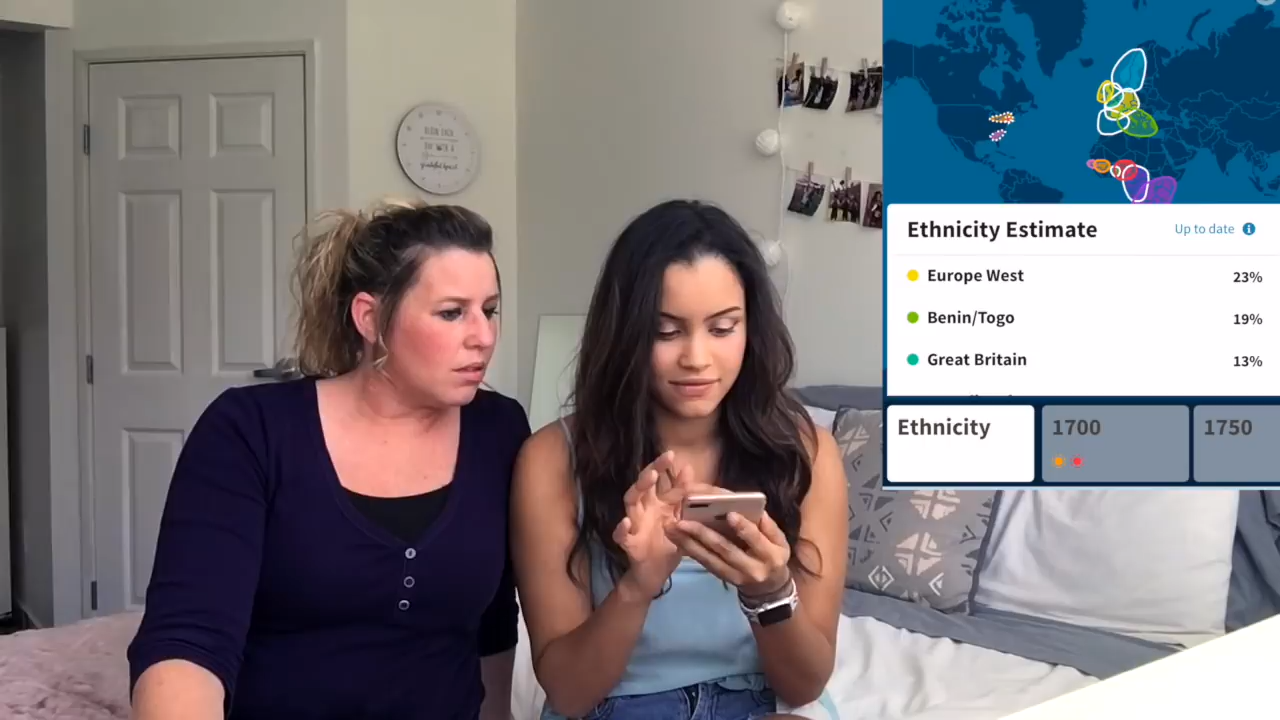 Ethnicity Estimate
Up to date
Europe West
23%
Benin/Togo
19%
Great Britain
13%
Ethnicity
1700
1750